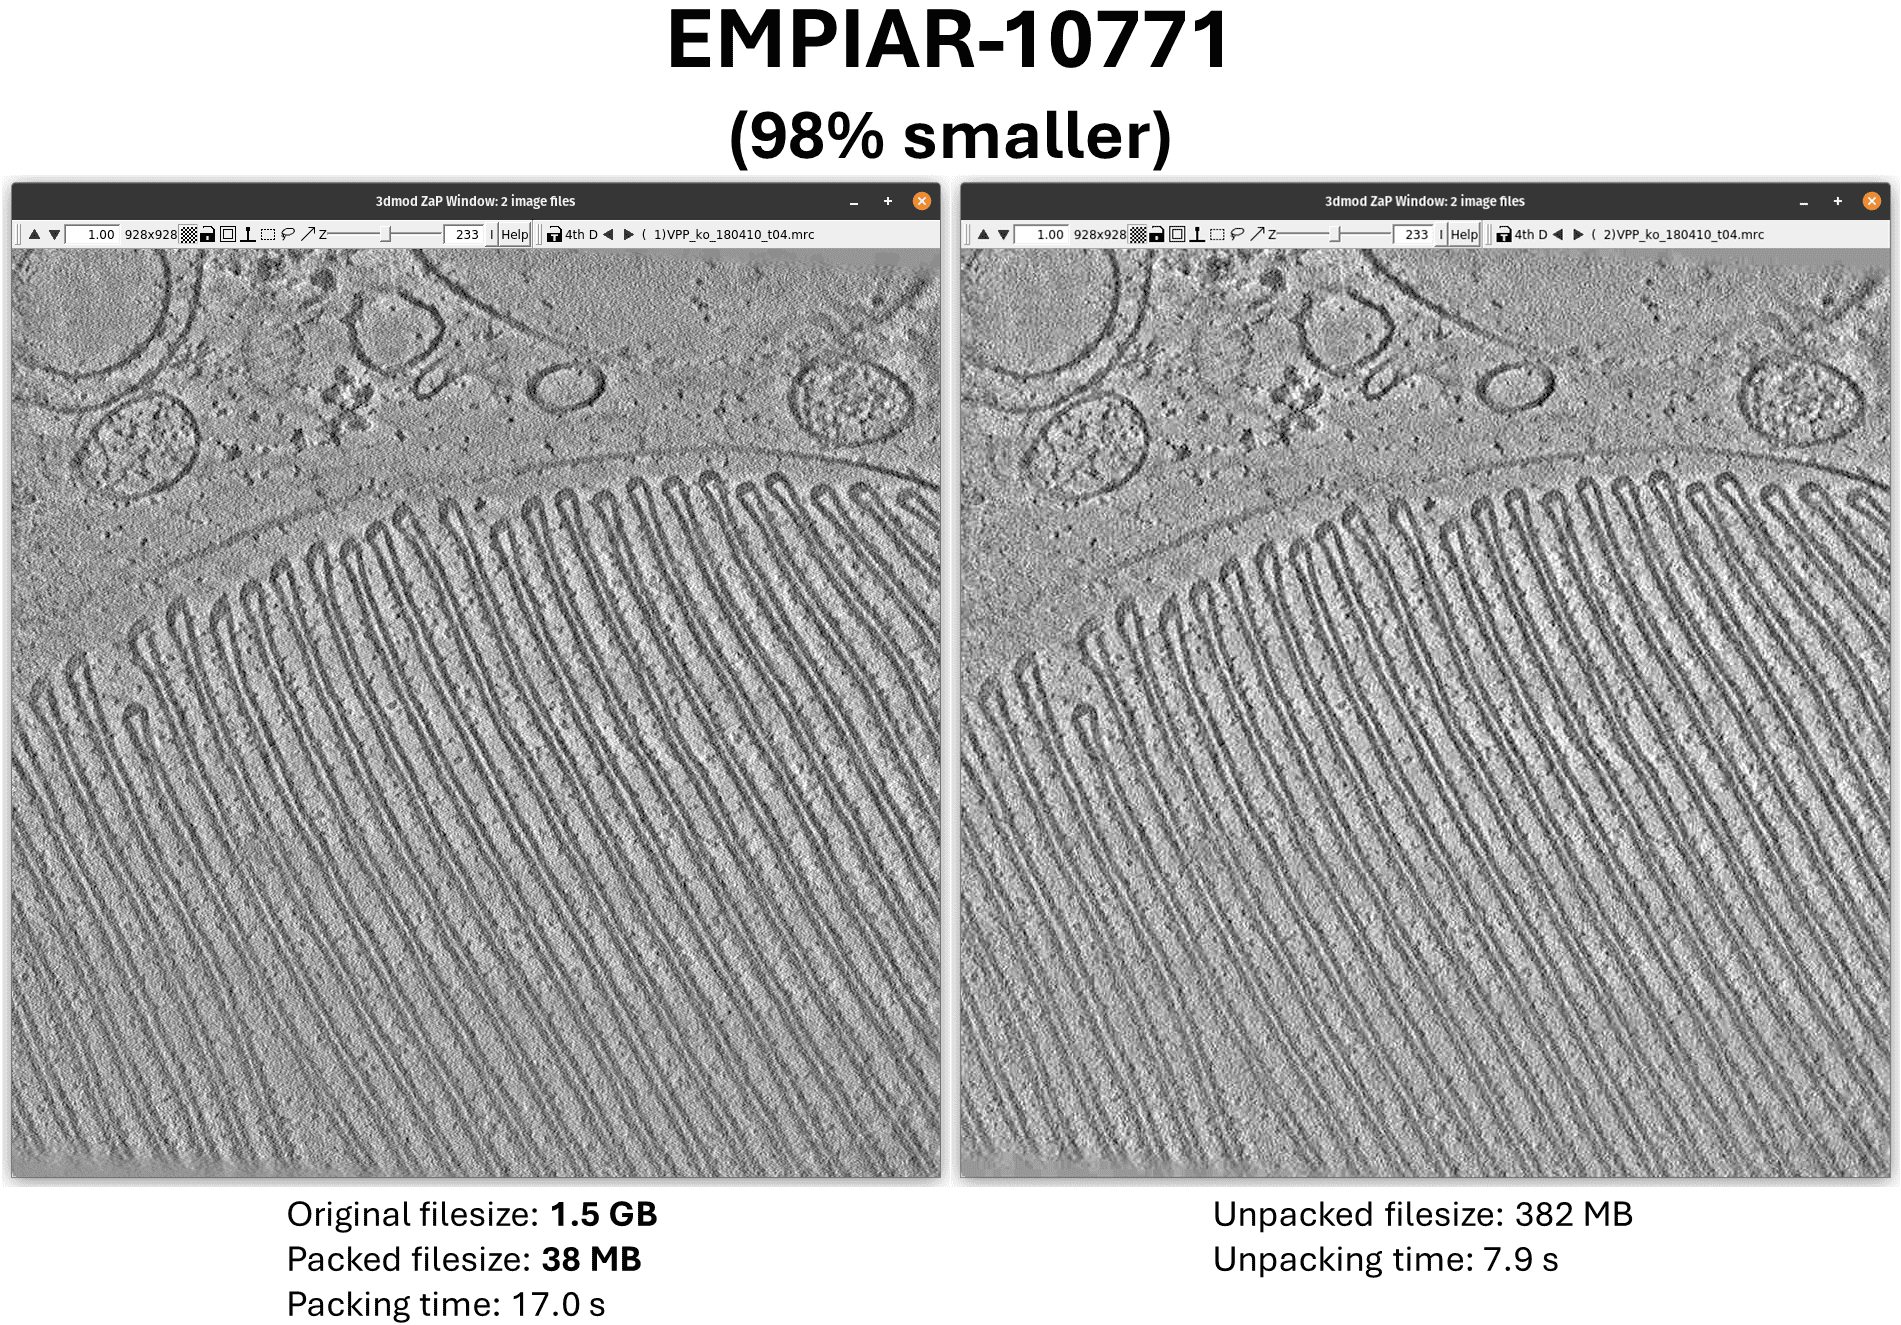 EMPIAR-10771
(98% smaller)
3dmod ZaP Window: 2 image files
1.00 928x928 Z 233 I Help 4th D ( 1)VPP_ko_180410_t04.mrc
3dmod ZaP Window: 2 image files
1.00 928x928 Z 233 I Help 4th D ( 2)VPP_ko_180410_t04.mrc
Original filesize: 1.5 GB
Packed filesize: 38 MB
Packing time: 17.0 s
Unpacked filesize: 382 MB
Unpacking time: 7.9 s